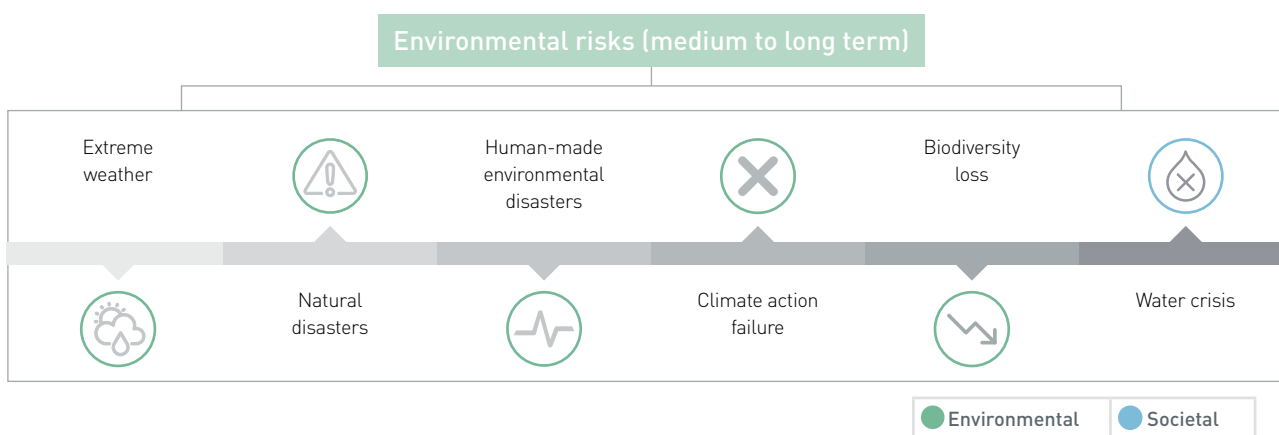 Environmental risks (medium to long term)
Extreme
weather
Human-made
environmental
disasters
Biodiversity
loss
Natural
disasters
Climate action
failure
Water crisis
Environmental
Societal